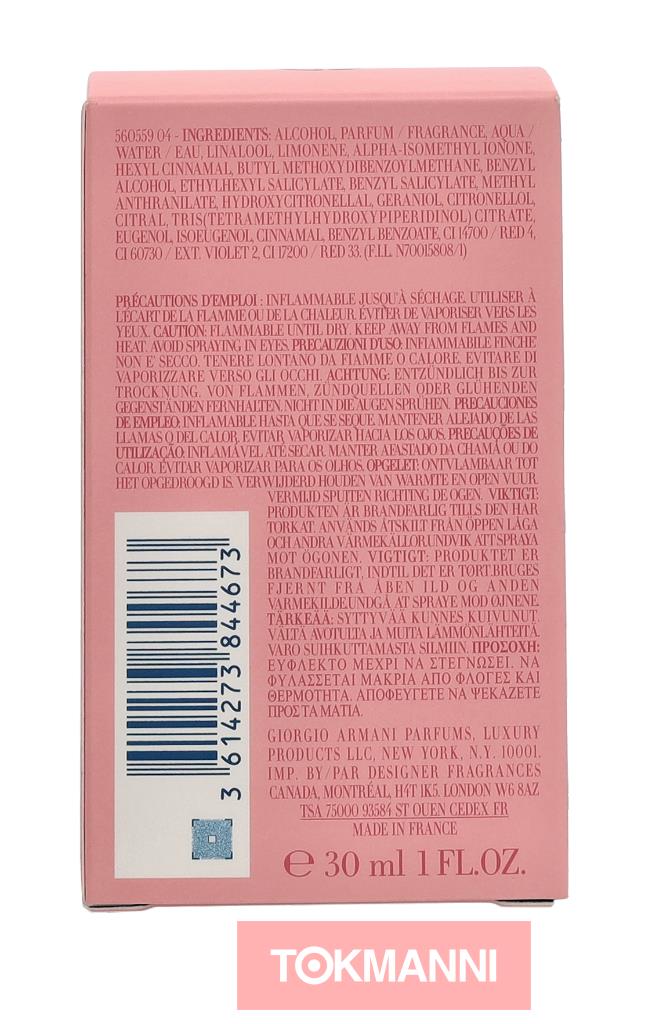 560559 04 - INGREDIENTS: ALCOHOL, PARFUM / FRAGRANCE, AQUA /
WATER / EAU, LINALOOL, LIMONENE, ALPHA-ISOMETHYL IONONE,
HEXYL CINNAMAL, BUTYL METHOXYDIBENZOYLMETHANE, BENZYL
ALCOHOL, ETHYLHEXYL SALICYLATE, BENZYL SALICYLATE, METHYL
ANTHRANILATE, HYDROXYCITRONELLAL, GERANIOL, CITRONELLOL,
CITRAL, TRIS(TETRAMETHYLHYDROXYPIPERIDINOL) CITRATE,
EUGENOL, ISOEUGENOL, CINNAMAL, BENZYL BENZOATE, CI 14700 / RED 4,
CI 60730 / EXT. VIOLET 2, CI 17200 / RED 33. (F.I.L. N70015808/1)
PRÉCAUTIONS D'EMPLOI : INFLAMMABLE JUSQU'À SÉCHAGE. UTILISER À
L'ÉCART DE LA FLAMME OU DE LA CHALEUR. ÉVITER DE VAPORISER VERS LES
YEUX. CAUTION: FLAMMABLE UNTIL DRY. KEEP AWAY FROM FLAMES AND
HEAT. AVOID SPRAYING IN EYES. PRECAUZIONI D'USO: INFIAMMABILE FINCHE'
NON E' SECCO. TENERE LONTANO DA FIAMME O CALORE. EVITARE DI
VAPORIZZARE VERSO GLI OCCHI. ACHTUNG: ENTZÜNDLICH BIS ZUR
TROCKNUNG. VON FLAMMEN, ZÜNDQUELLEN ODER GLÜHENDEN
GEGENSTÄNDEN FERNHALTEN. NICHT IN DIE AUGEN SPRÜHEN. PRECAUCIONES
DE EMPLEO: INFLAMABLE HASTA QUE SE SEQUE. MANTENER ALEJADO DE LAS
LLAMAS O DEL CALOR. EVITAR VAPORIZAR HACIA LOS OJOS. PRECAUÇÕES DE
UTILIZAÇÃO: INFLAMÁVEL ATÉ SECAR. MANTER AFASTADO DA CHAMA OU DO
CALOR. EVITAR VAPORIZAR PARA OS OLHOS. OPGELET: ONTVLAMBAAR TOT
HET OPGEDROOGD IS. VERWIJDERD HOUDEN VAN WARMTE EN OPEN VUUR.
VERMIJD SPUITEN RICHTING DE OGEN. VIKTIGT:
PRODUKTEN ÄR BRANDFARLIG TILLS DEN HAR
TORKAT. ANVÄNDS ÅTSKILT FRÅN ÖPPEN LÅGA
OCH ANDRA VÄRMEKÄLLOR.UNDVIK ATT SPRAYA
MOT ÖGONEN. VIGTIGT: PRODUKTET ER
BRANDFARLIGT, INDTIL DET ER TØRT.BRUGES
FJERNT FRA ÅBEN ILD OG ANDEN
VARMEKILDE.UNDGÅ AT SPRAYE MOD ØJNENE.
TÄRKEÄÄ: SYTTYVÄÄ KUNNES KUIVUNUT.
VÄLTÄ AVOTULTA JA MUITA LÄMMÖNLÄHTEITÄ.
VARO SUIHKUTTAMASTA SILMIIN. ΠΡΟΣΟΧΗ:
ΕΥΦΛΕΚΤΟ ΜΕΧΡΙ ΝΑ ΣΤΕΓΝΩΣΕΙ. ΝΑ
ΦΥΛΑΣΣΕΤΑΙ ΜΑΚΡΙΑ ΑΠΟ ΦΛΟΓΕΣ ΚΑΙ
ΘΕΡΜΟΤΗΤΑ. ΑΠΟΦΕΥΓΕΤΕ ΝΑ ΨΕΚΑΖΕΤΕ
ΠΡΟΣ ΤΑ ΜΑΤΙΑ.
3 614273 844673
GIORGIO ARMANI PARFUMS, LUXURY
PRODUCTS LLC, NEW YORK, N.Y. 10001.
IMP. BY/PAR DESIGNER FRAGRANCES
CANADA, MONTRÉAL, H4T 1K5. LONDON W6 8AZ
TSA 75000 93584 ST OUEN CEDEX FR
MADE IN FRANCE
℮ 30 ml 1 FL.OZ.
TOKMANNI